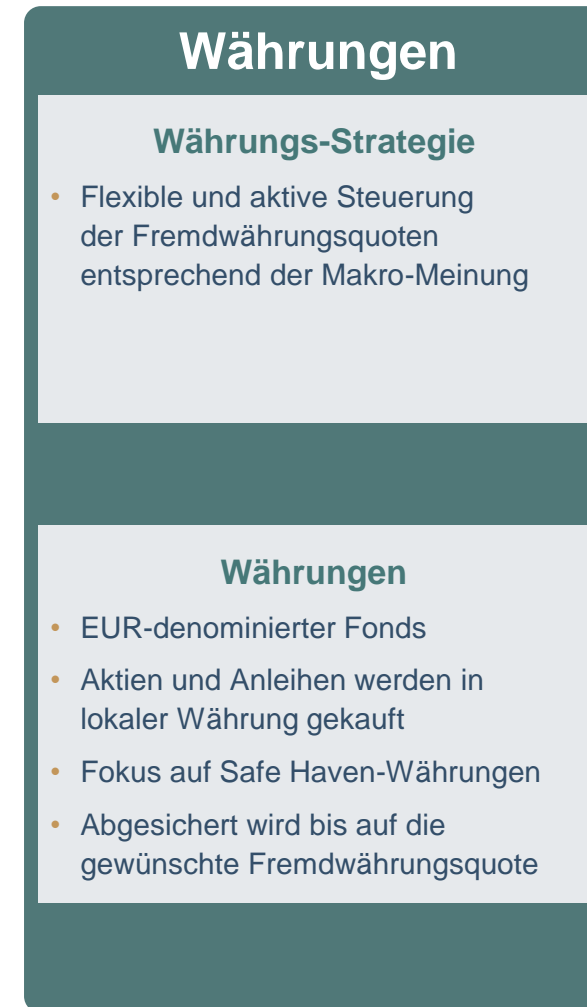 Währungen
Währungs-Strategie
• Flexible und aktive Steuerung
der Fremdwährungsquoten
entsprechend der Makro-Meinung
Währungen
• EUR-denominierter Fonds
• Aktien und Anleihen werden in
lokaler Währung gekauft
• Fokus auf Safe Haven-Währungen
• Abgesichert wird bis auf die
gewünschte Fremdwährungsquote